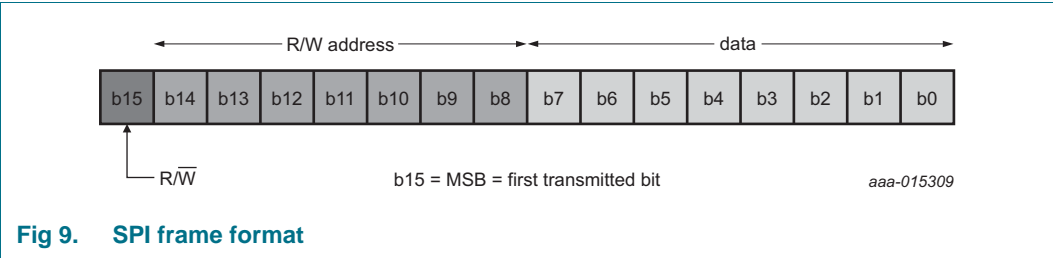 R/W address data
b15 b14 b13 b12 b11 b10 b9 b8 b7 b6 b5 b4 b3 b2 b1 b0
R/W̅ b15 = MSB = first transmitted bit aaa-015309
Fig 9. SPI frame format